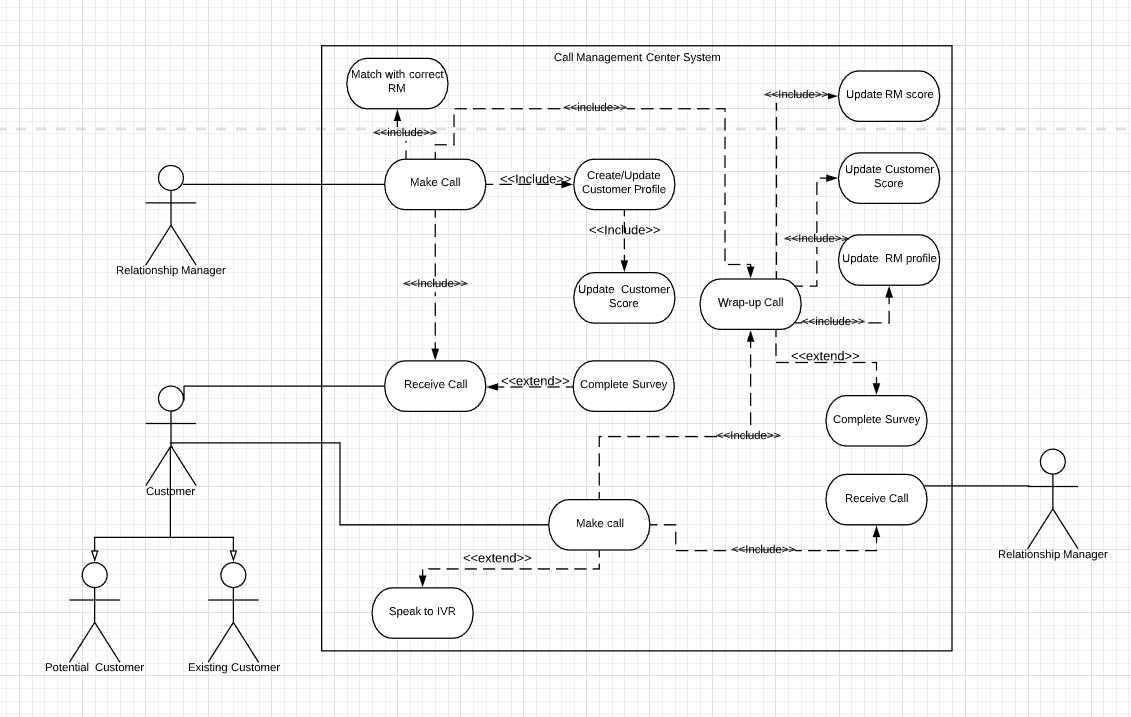 Call Management Center System
Match with correct
RM
<<include>>
<<include>>
<<Include>>
Update RM score
Make Call
<<Include>>
Create/Update
Customer Profile
Update Customer
Score
Relationship Manager
<<Include>>
<<Include>>
Update  RM profile
<<include>>
Update  Customer
Score
Wrap-up Call
<<include>>
<<extend>>
Receive Call
<<extend>>
Complete Survey
Complete Survey
<<Include>>
Customer
Receive Call
Make call
<<Include>>
Relationship Manager
<<extend>>
Speak to IVR
Potential  Customer
Existing Customer